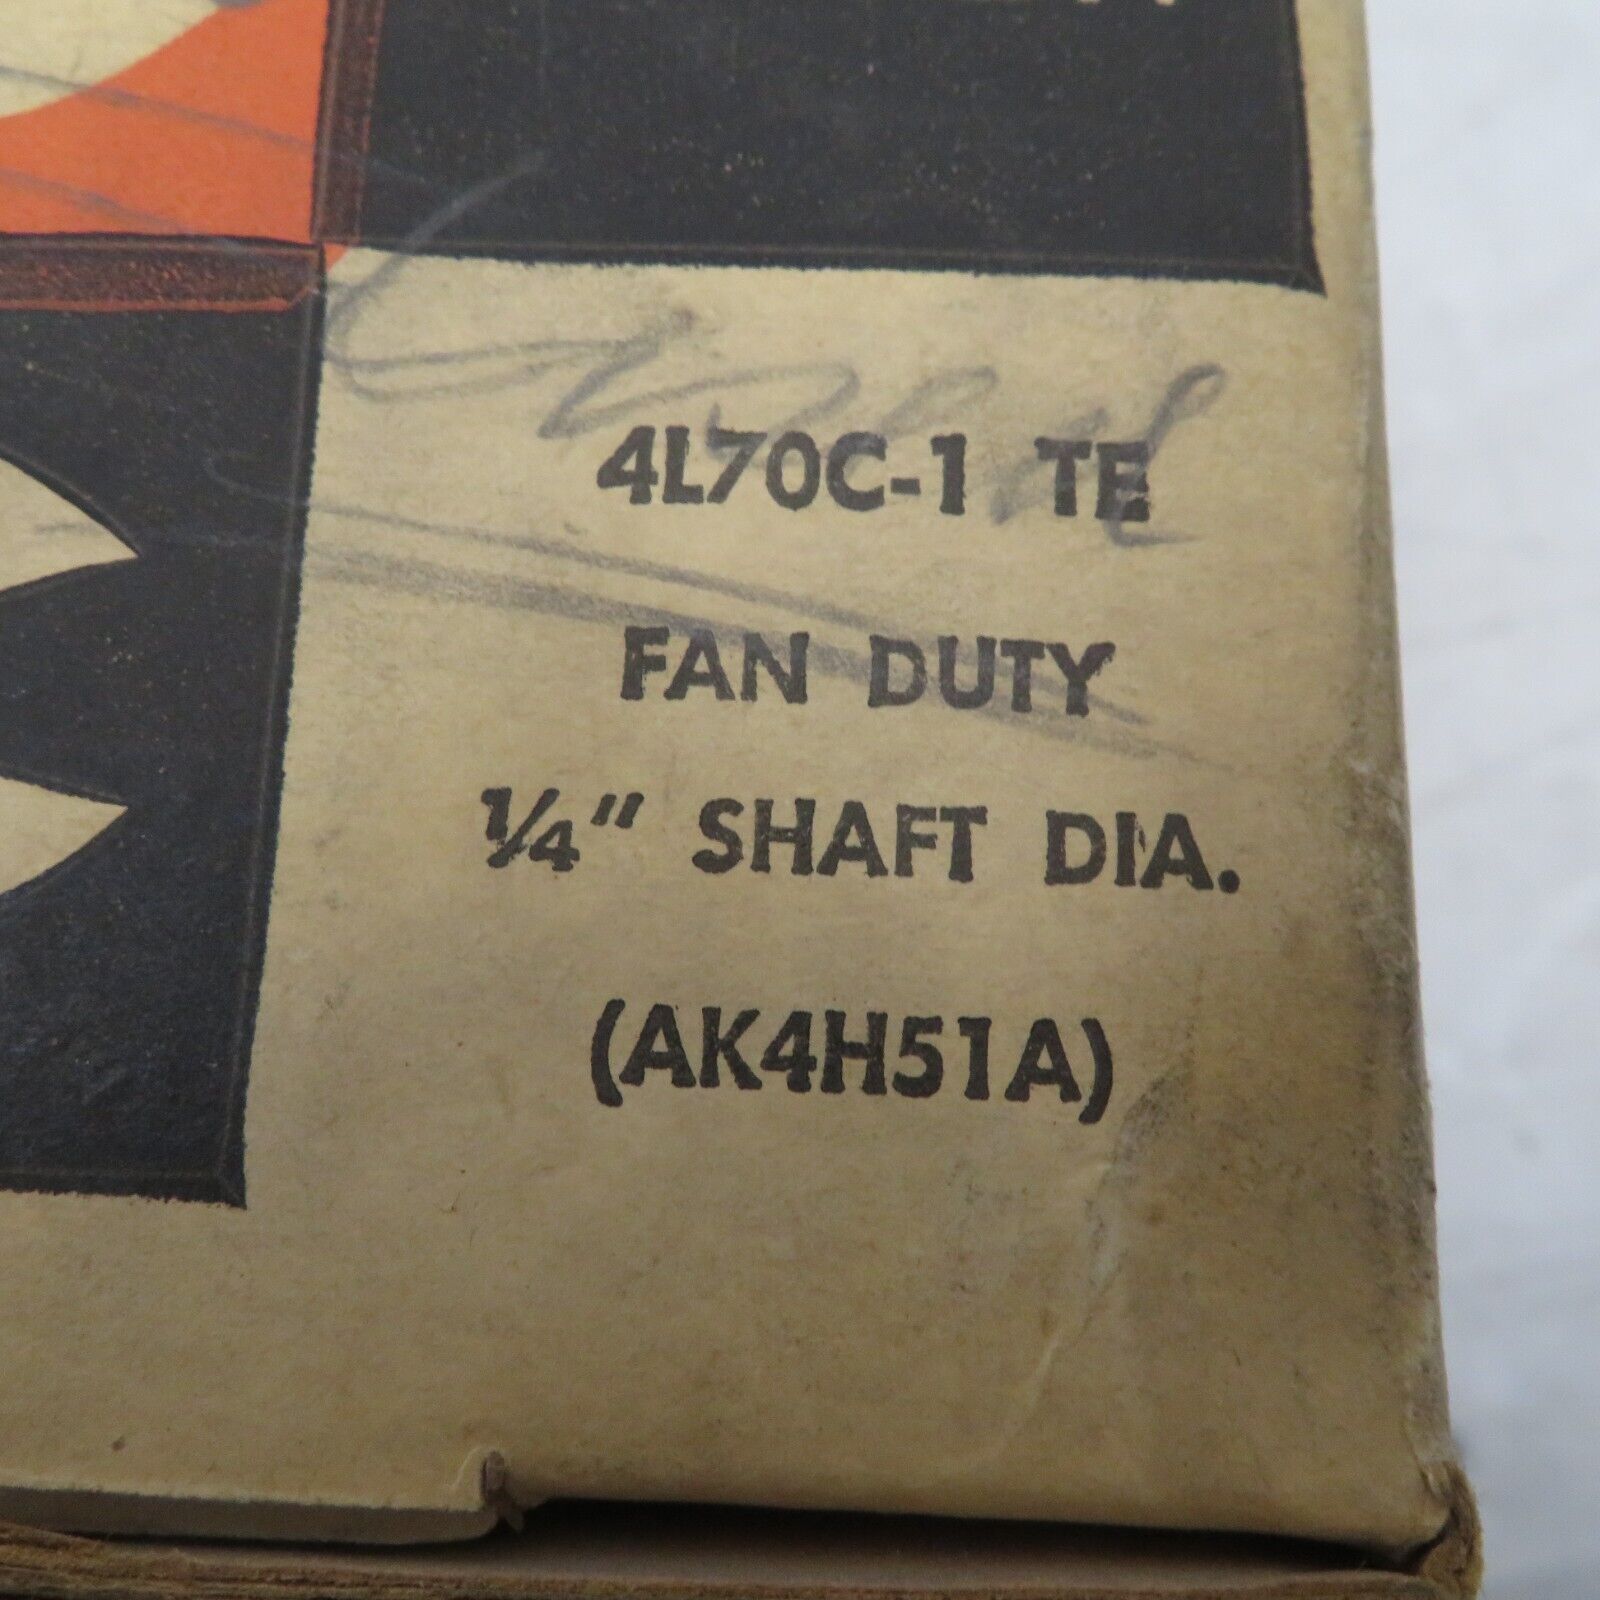 4L70C-1 TE
FAN DUTY
1/4" SHAFT DIA.
(AK4H51A)